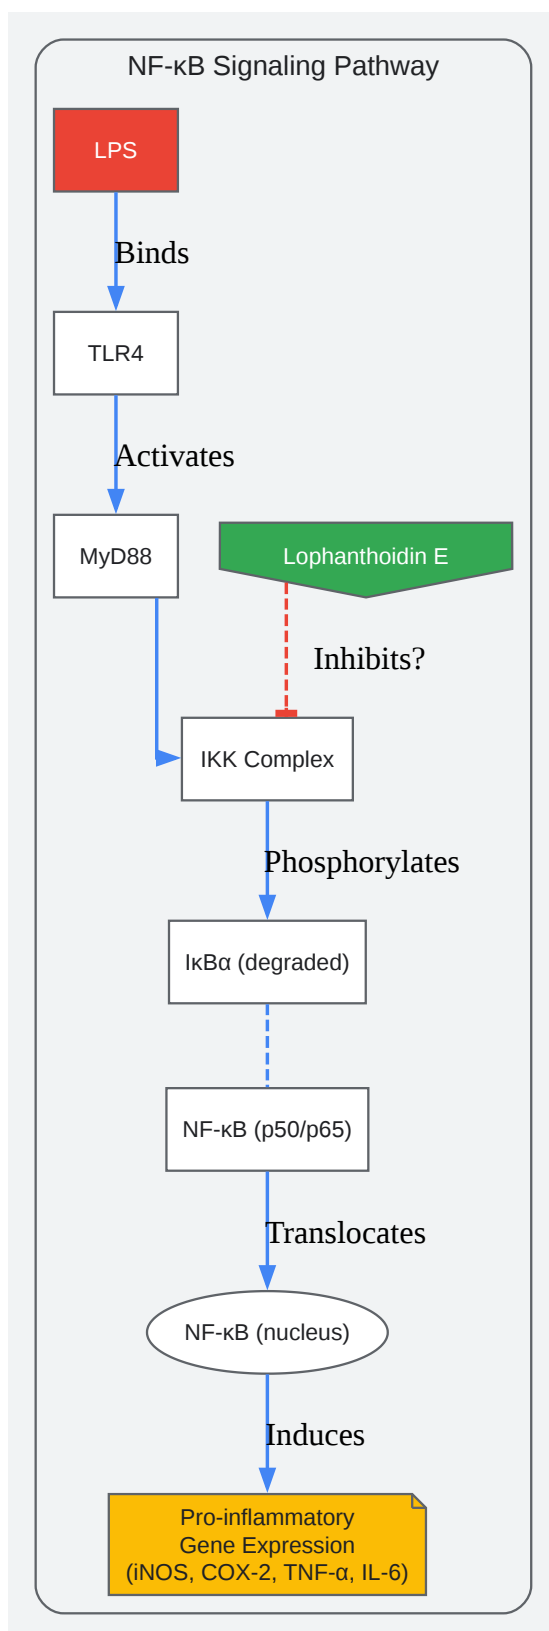 NF-κB Signaling Pathway
LPS
Binds
TLR4
Activates
MyD88
Lophanthoidin E
Inhibits?
IKK Complex
Phosphorylates
IκBα (degraded)
NF-κB (p50/p65)
Translocates
NF-κB (nucleus)
Induces
Pro-inflammatory
Gene Expression
(iNOS, COX-2, TNF-α, IL-6)